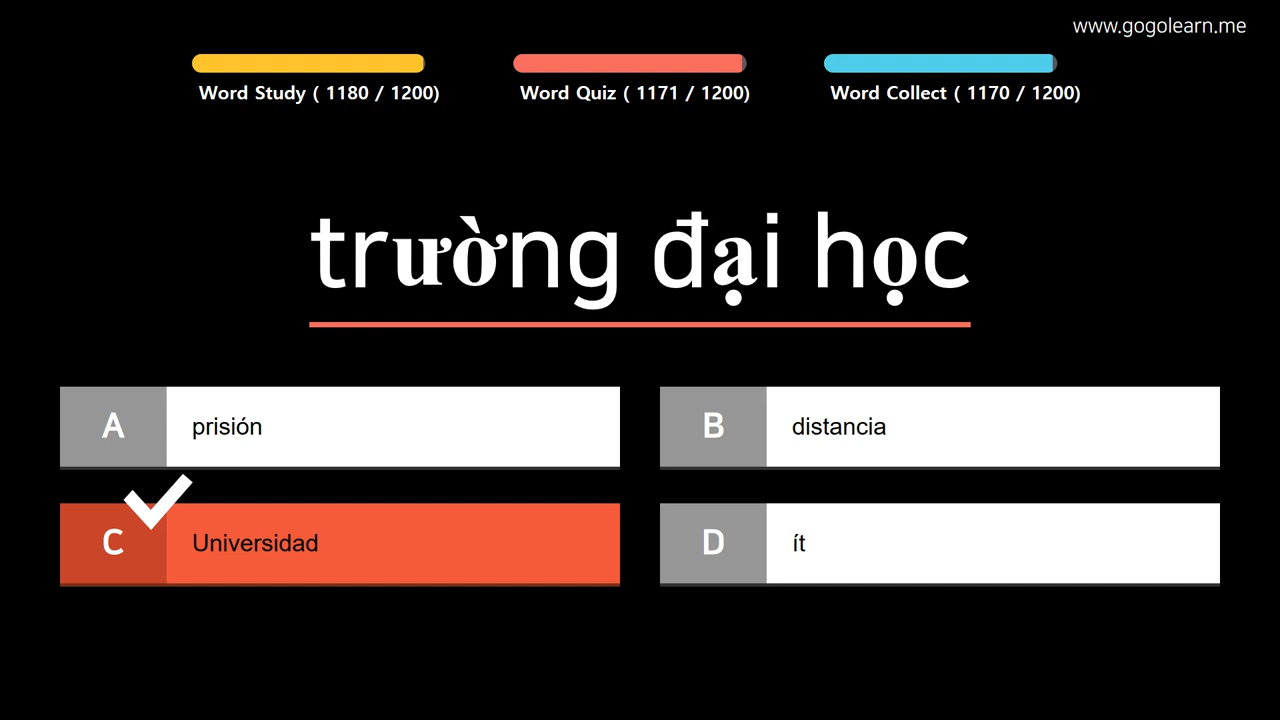 www.gogolearn.me
Word Study ( 1180 / 1200)
Word Quiz ( 1171 / 1200)
Word Collect ( 1170 / 1200)
trường đại học
A prisión
B distancia
C Universidad
D ít